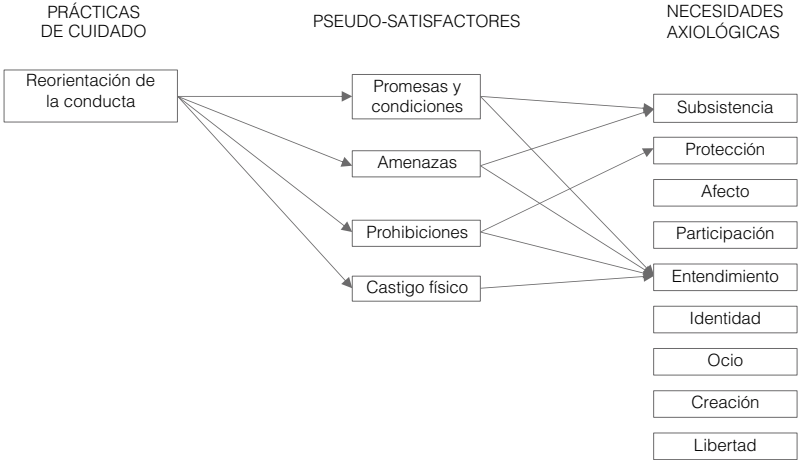 PRÁCTICAS
DE CUIDADO
PSEUDO-SATISFACTORES
NECESIDADES
AXIOLÓGICAS
Reorientación de
la conducta
Promesas y
condiciones
Amenazas
Prohibiciones
Castigo físico
Subsistencia
Protección
Afecto
Participación
Entendimiento
Identidad
Ocio
Creación
Libertad